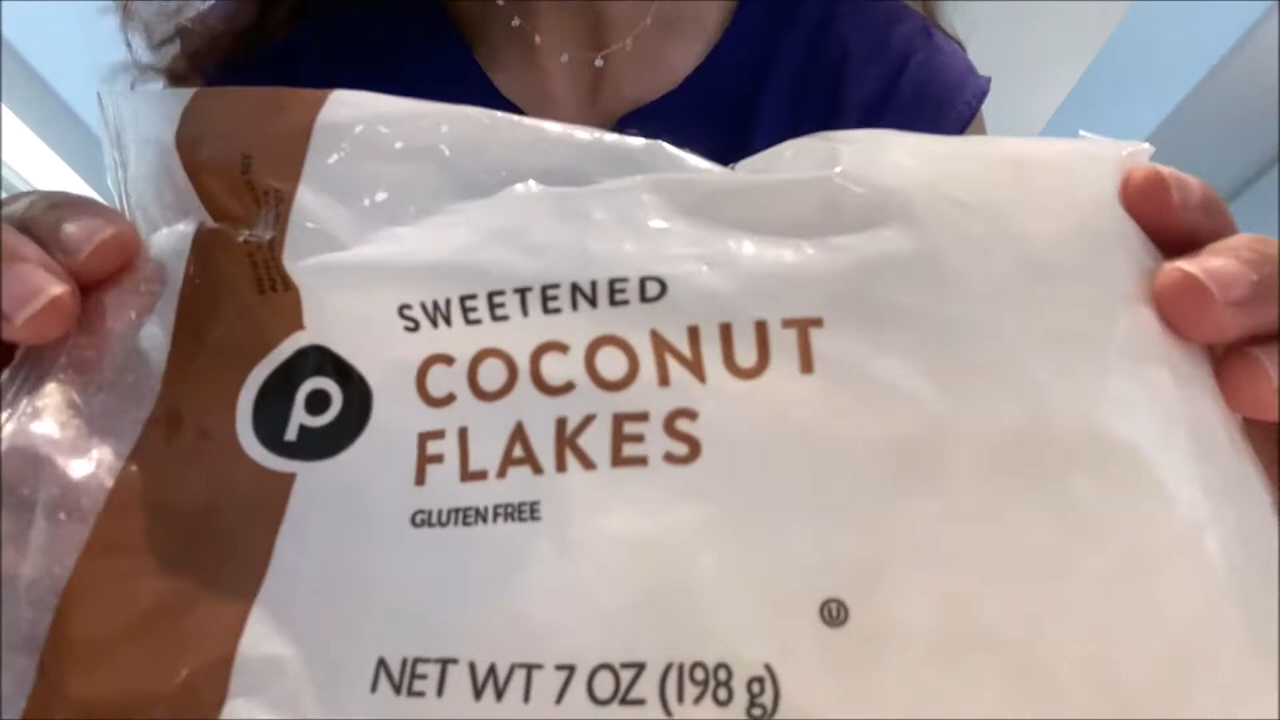 SWEETENED
COCONUT
FLAKES
P
GLUTEN FREE
U
NET WT 7 OZ (198 g)